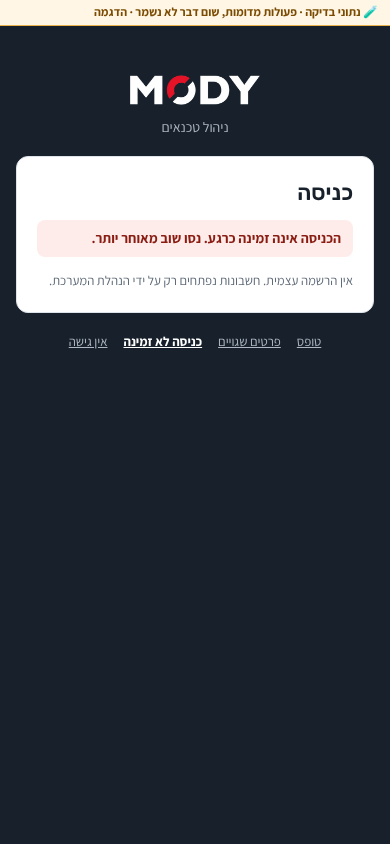 🧪 נתוני בדיקה · פעולות מדומות, שום דבר לא נשמר · הדגמה
MODY
ניהול טכנאים
כניסה
הכניסה אינה זמינה כרגע. נסו שוב מאוחר יותר.
אין הרשמה עצמית. חשבונות נפתחים רק על ידי הנהלת המערכת.
טופס פרטים שגויים כניסה לא זמינה אין גישה